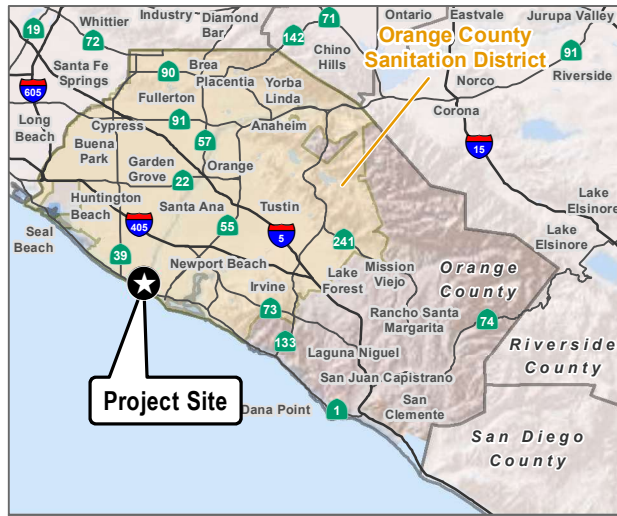 Industry
Diamond
Bar
71
Ontario
Eastvale
Jurupa Valley
19
Whittier
72
142
Chino
Hills
Orange County
Sanitation District
91
Santa Fe
Springs
90
Brea
Placentia
Yorba
Linda
Norco
Riverside
605
Fullerton
Corona
Long
Beach
Cypress
91
Anaheim
Buena
Park
57
15
Garden
Grove
Orange
22
Huntington
Beach
Santa Ana
Tustin
Lake
Elsinore
Seal
Beach
405
55
5
241
Lake
Elsinore
39
Newport Beach
Lake
Forest
Mission
Viejo
Orange
County
Irvine
73
Rancho Santa
Margarita
74
133
Laguna Niguel
Riverside
County
Project Site
San Juan Capistrano
Dana Point
1
San
Clemente
San Diego
County